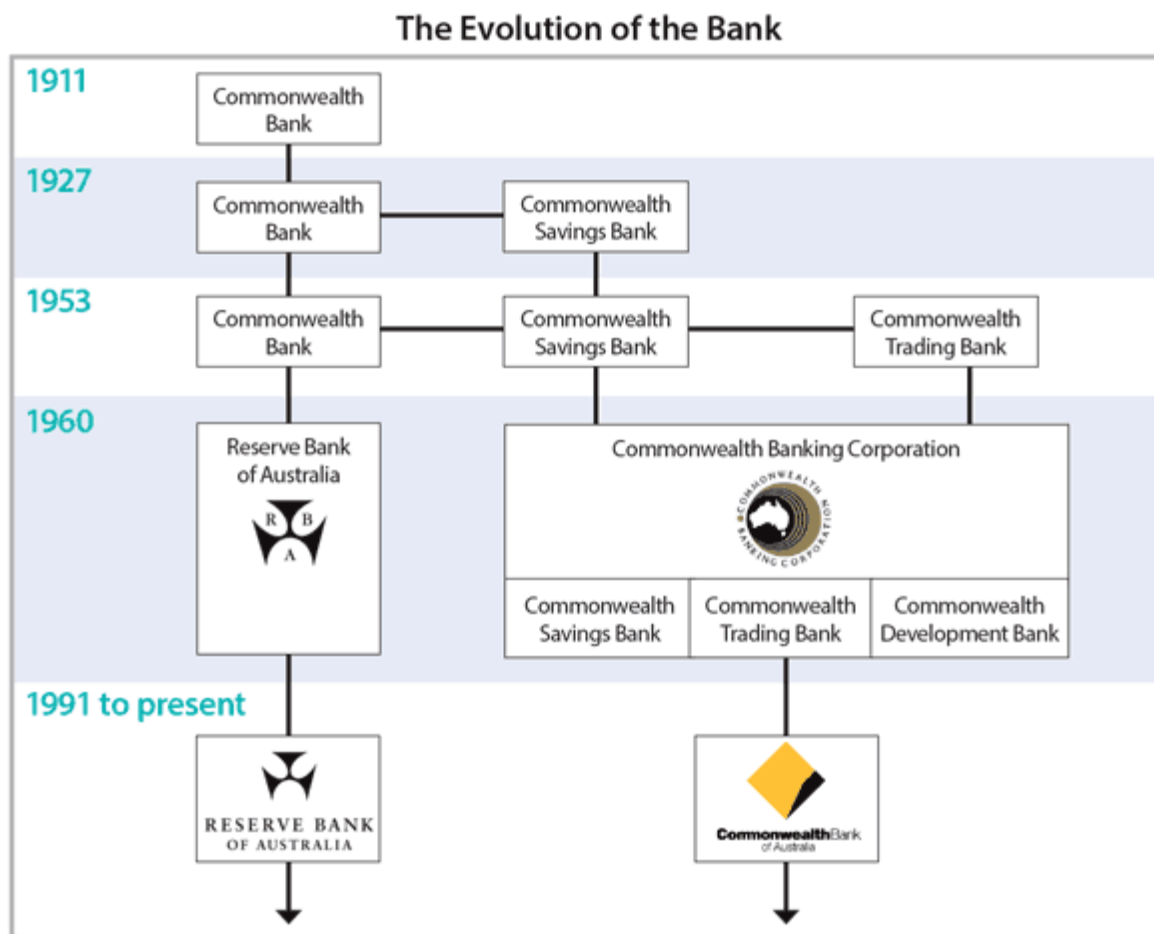 The Evolution of the Bank
1911
Commonwealth
Bank
1927
Commonwealth
Bank
Commonwealth
Savings Bank
1953
Commonwealth
Bank
Commonwealth
Savings Bank
Commonwealth
Trading Bank
1960
Reserve Bank
of Australia
R B
A
Commonwealth Banking Corporation
COMMONWEALTH
BANKING CORPORATION
Commonwealth
Savings Bank
Commonwealth
Trading Bank
Commonwealth
Development Bank
1991 to present
RESERVE BANK
OF AUSTRALIA
CommonwealthBank
of Australia